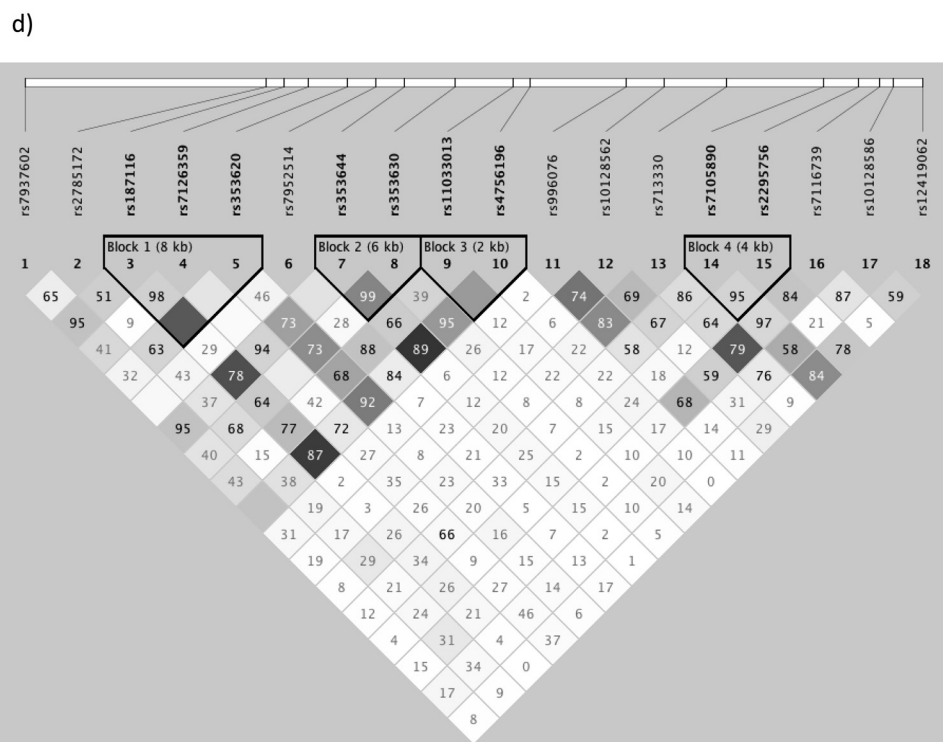 d)
rs7937602
rs2785172
rs187116
rs7126359
rs353620
rs7952514
rs353644
rs353630
rs11033013
rs4756196
rs996076
rs10128562
rs713330
rs7105890
rs2295756
rs7116739
rs10128586
rs12419062
Block 1 (8 kb) Block 2 (6 kb) Block 3 (2 kb) Block 4 (4 kb)
1 2 3 4 5 6 7 8 9 10 11 12 13 14 15 16 17 18
65 51 98 46 99 39 2 74 69 86 95 84 87 59
95 9 73 28 66 95 12 6 83 67 64 97 21 5
41 63 29 94 73 88 89 26 17 22 58 12 79 58 78
32 43 78 68 84 6 12 22 22 18 59 76 84
37 64 42 92 7 12 8 8 24 68 31 9
95 68 77 72 13 23 20 7 15 17 14 29
40 15 87 27 8 21 25 2 10 10 11
43 38 2 35 23 33 15 2 20 0
19 3 26 20 5 15 10 14
31 17 26 66 16 7 2 5
19 29 34 9 15 13 1
8 21 26 27 14 17
12 24 21 46 6
4 31 4 37
15 34 0
17 9
8